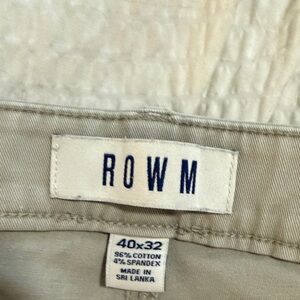 ROWM
40x32
96% COTTON
4% SPANDEX
MADE IN
SRI LANKA